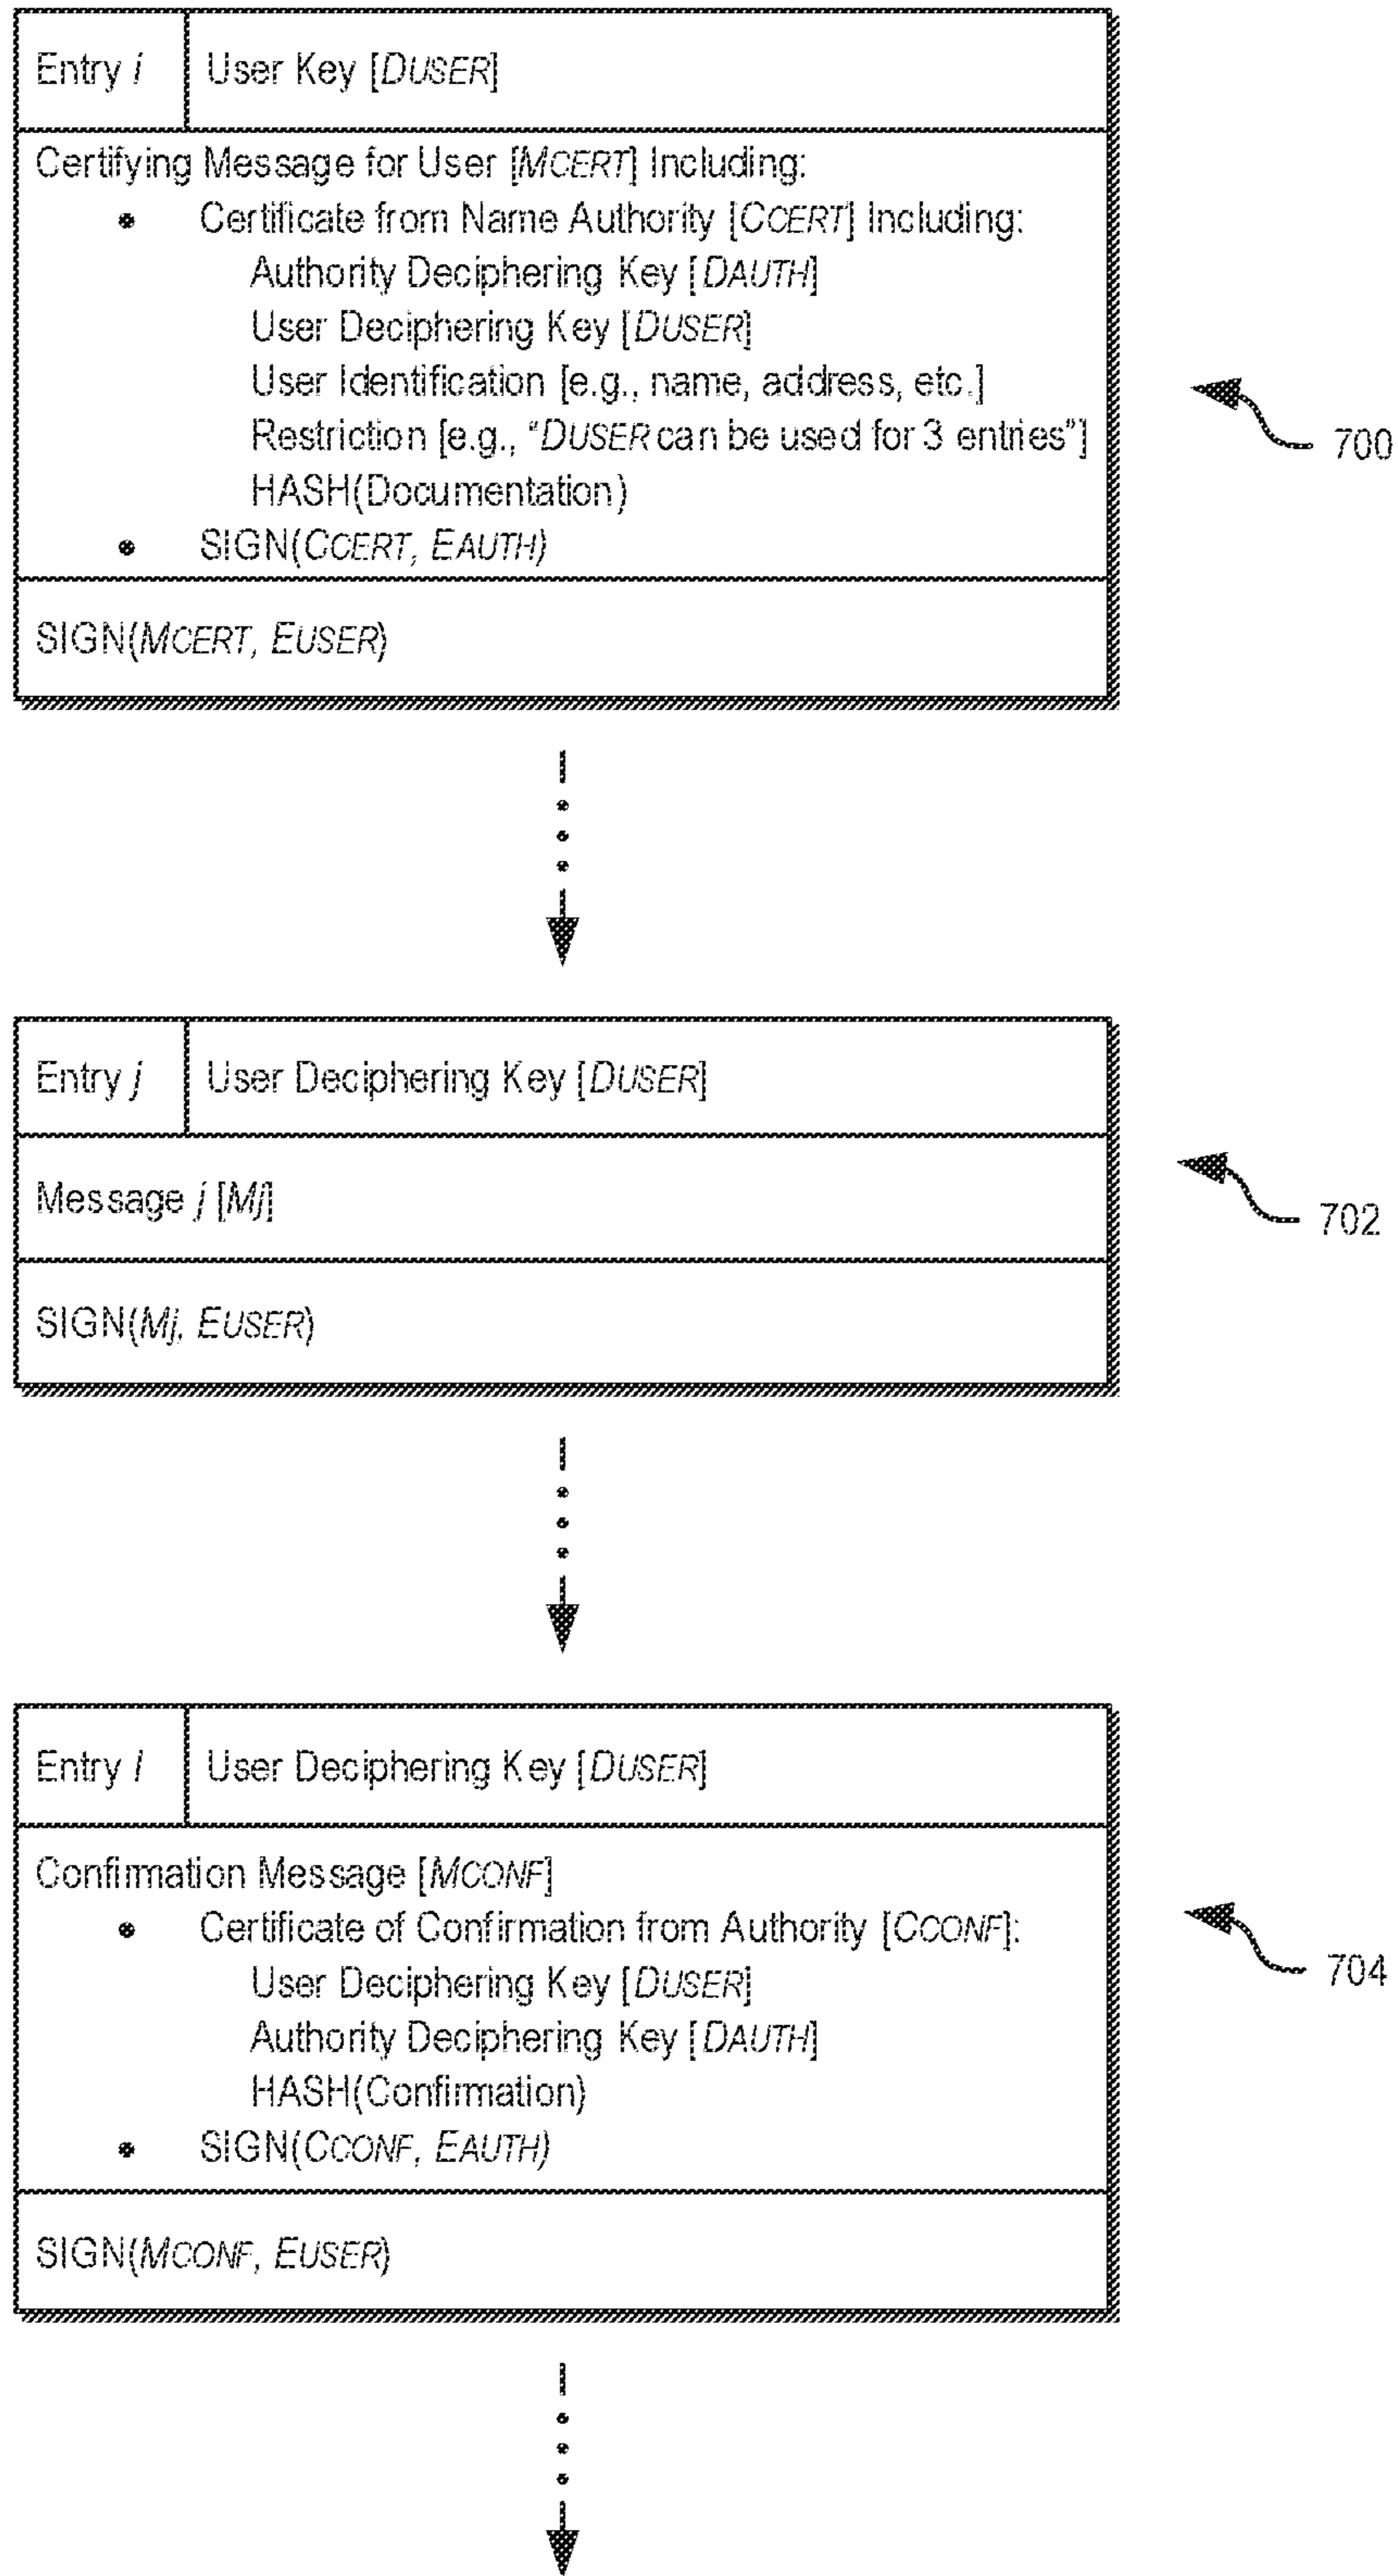 Entry i User Key [DUSER]
Certifying Message for User [MCERT] Including:
• Certificate from Name Authority [CCERT] Including:
Authority Deciphering Key [DAUTH]
User Deciphering Key [DUSER]
User Identification [e.g., name, address, etc.]
Restriction [e.g., “DUSER can be used for 3 entries”]
HASH(Documentation)
• SIGN(CCERT, EAUTH)
SIGN(MCERT, EUSER)
700
Entry j User Deciphering Key [DUSER]
Message j [Mj]
SIGN(Mj, EUSER)
702
Entry l User Deciphering Key [DUSER]
Confirmation Message [MCONF]
• Certificate of Confirmation from Authority [CCONF]:
User Deciphering Key [DUSER]
Authority Deciphering Key [DAUTH]
HASH(Confirmation)
• SIGN(CCONF, EAUTH)
SIGN(MCONF, EUSER)
704